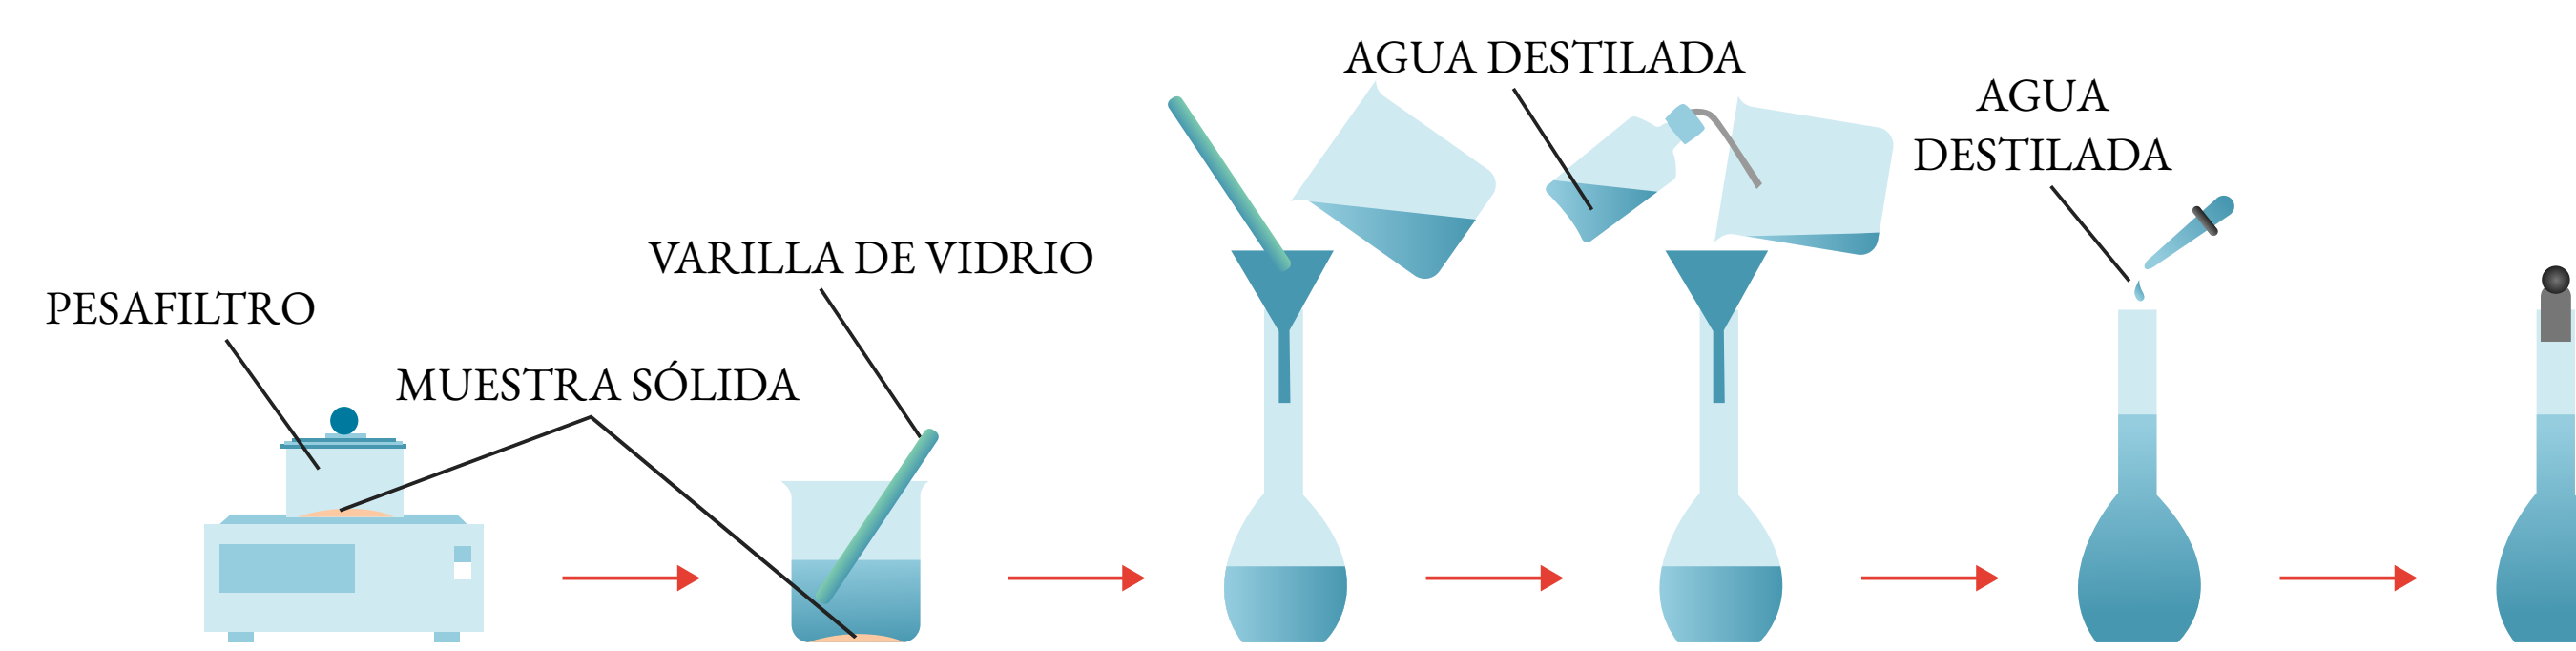 PESAFILTRO
MUESTRA SÓLIDA
VARILLA DE VIDRIO
AGUA DESTILADA
AGUA
DESTILADA